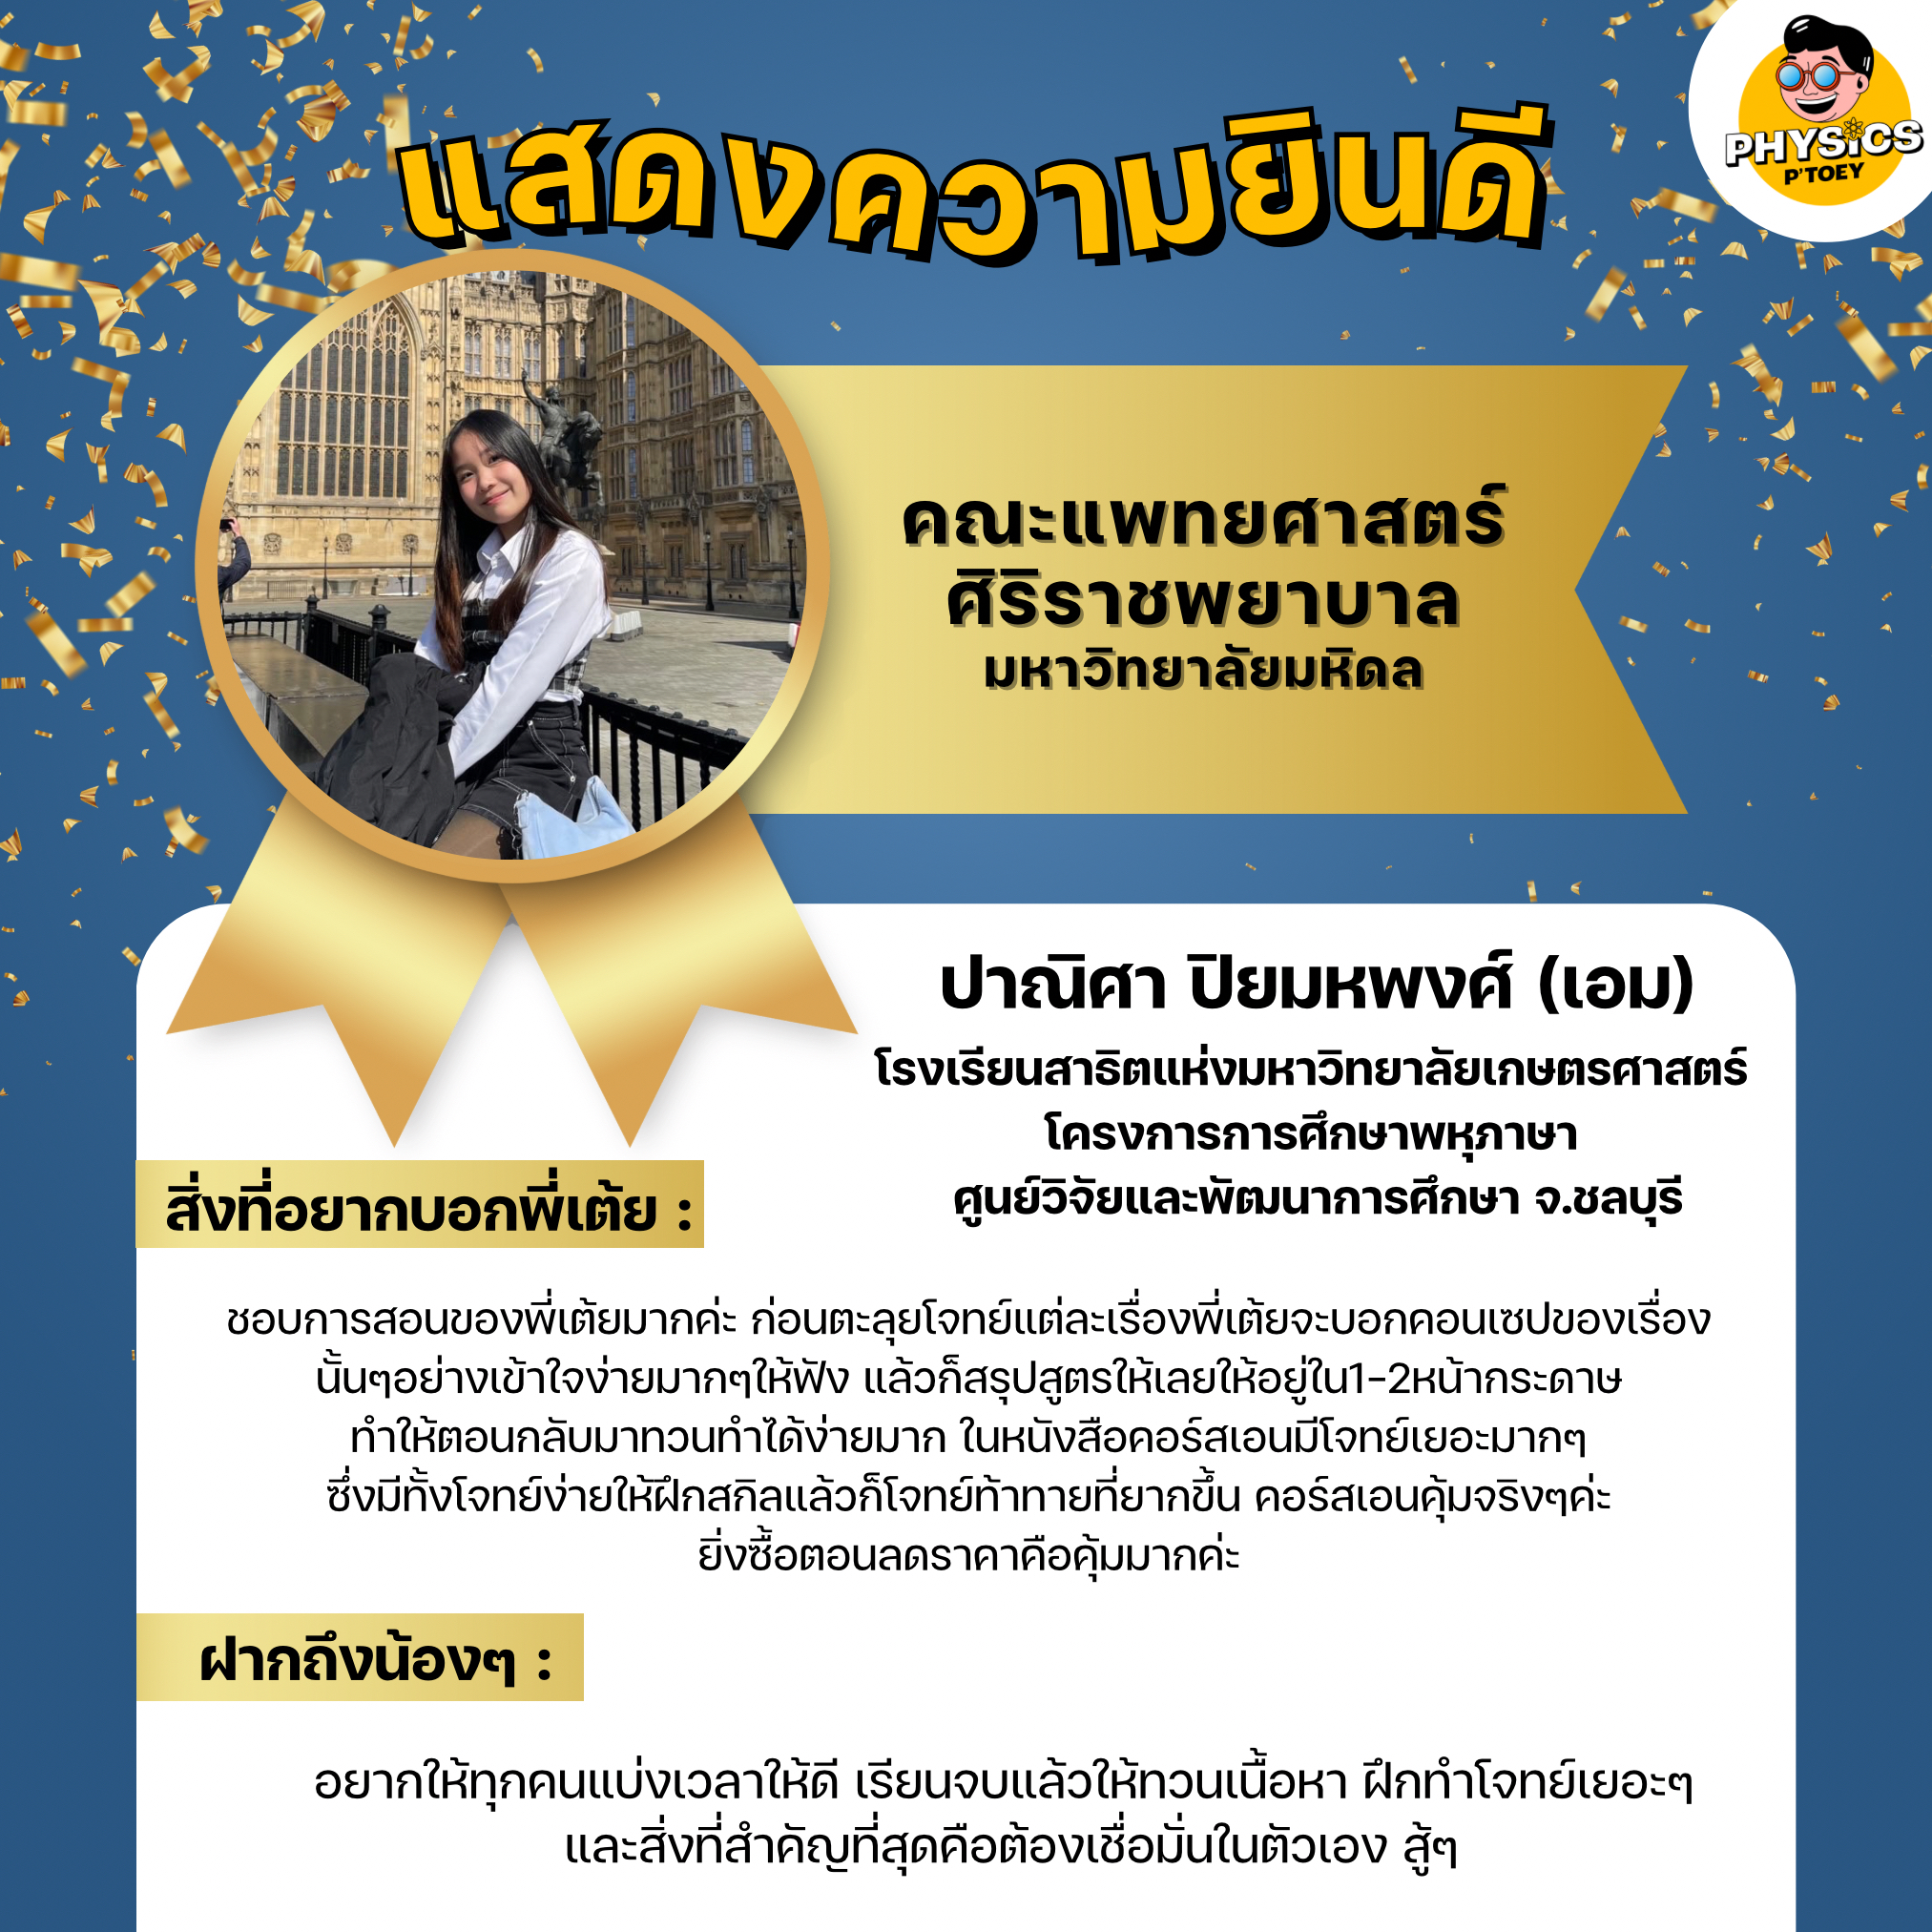 แสดงความยินดี
PHYSICS
P'TOEY
คณะแพทยศาสตร์
ศิริราชพยาบาล
มหาวิทยาลัยมหิดล
ปาณิศา ปิยมหพงศ์ (เอม)
โรงเรียนสาธิตแห่งมหาวิทยาลัยเกษตรศาสตร์
โครงการการศึกษาพหุภาษา
ศูนย์วิจัยและพัฒนาการศึกษา จ.ชลบุรี
สิ่งที่อยากบอกพี่เต้ย :
ชอบการสอนของพี่เต้ยมากค่ะ ก่อนตะลุยโจทย์แต่ละเรื่องพี่เต้ยจะบอกคอนเซปของเรื่อง
นั้นๆอย่างเข้าใจง่ายมากๆให้ฟัง แล้วก็สรุปสูตรให้เลยให้อยู่ใน1-2หน้ากระดาษ
ทำให้ตอนกลับมาทวนทำได้ง่ายมาก ในหนังสือคอร์สเอนมีโจทย์เยอะมากๆ
ซึ่งมีทั้งโจทย์ง่ายให้ฝึกสกิลแล้วก็โจทย์ท้าทายที่ยากขึ้น คอร์สเอนคุ้มจริงๆค่ะ
ยิ่งซื้อตอนลดราคาคือคุ้มมากค่ะ
ฝากถึงน้องๆ :
อยากให้ทุกคนแบ่งเวลาให้ดี เรียนจบแล้วให้ทวนเนื้อหา ฝึกทำโจทย์เยอะๆ
และสิ่งที่สำคัญที่สุดคือต้องเชื่อมั่นในตัวเอง สู้ๆ